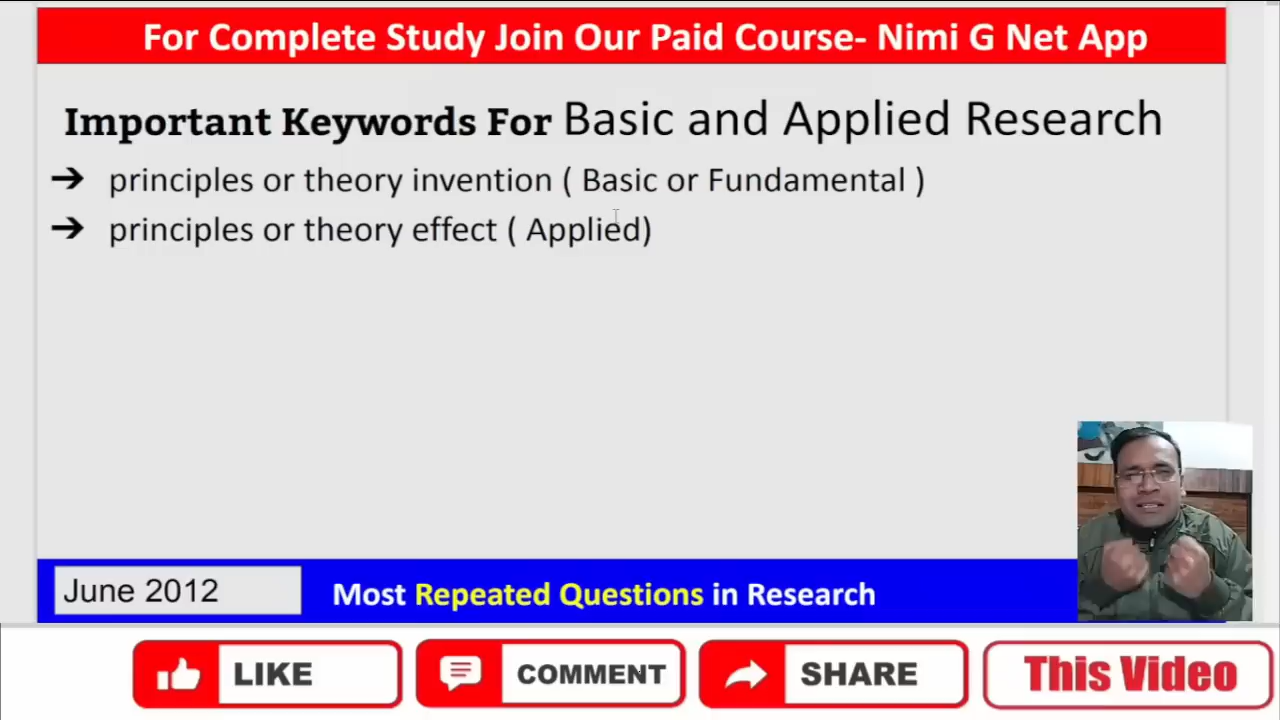 For Complete Study Join Our Paid Course- Nimi G Net App
Important Keywords For Basic and Applied Research
➔ principles or theory invention ( Basic or Fundamental )
➔ principles or theory effect ( Applied)
June 2012
Most Repeated Questions in Research
LIKE
COMMENT
SHARE
This Video